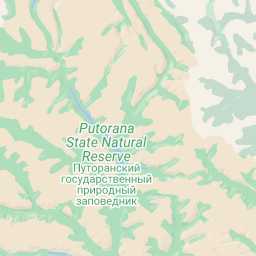 Putorana
State Natural
Reserve
Путоранский
государственный
природный
заповедник